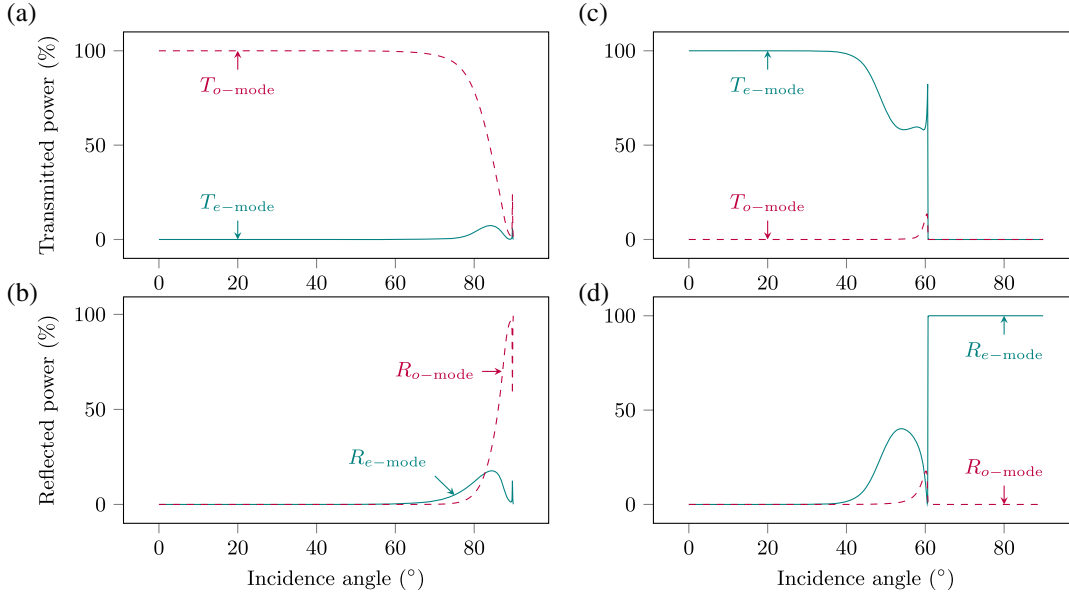 (a)
Transmitted power (%)
100
50
0
T_{o−mode}
T_{e−mode}
0 20 40 60 80
(c)
100
50
0
T_{e−mode}
T_{o−mode}
0 20 40 60 80
(b)
Reflected power (%)
100
50
0
R_{o−mode}
R_{e−mode}
0 20 40 60 80
Incidence angle (°)
(d)
100
50
0
R_{e−mode}
R_{o−mode}
0 20 40 60 80
Incidence angle (°)